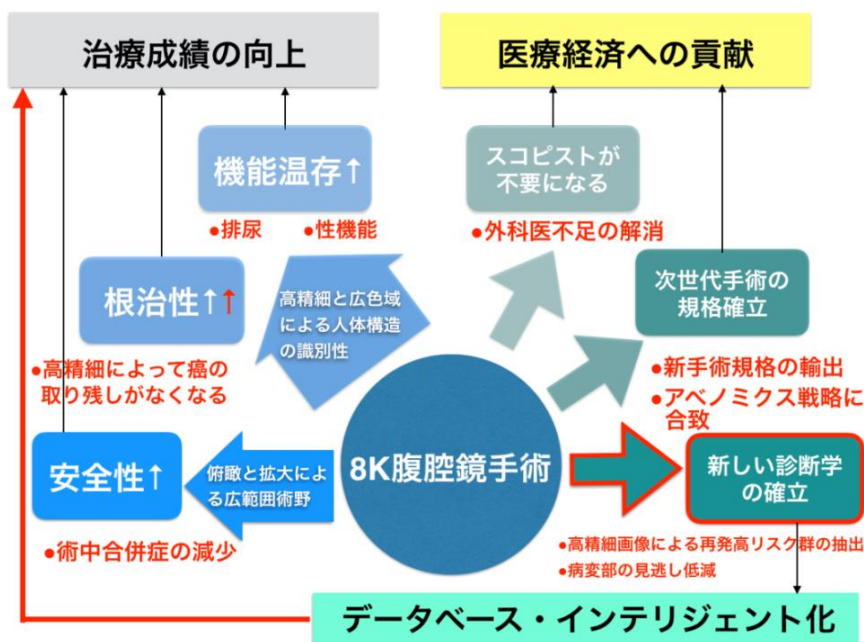 治療成績の向上
医療経済への貢献
機能温存↑
●排尿 ●性機能
スコピストが
不要になる
●外科医不足の解消
根治性↑↑
●高精細によって癌の
取り残しがなくなる
高精細と広色域
による人体構造
の識別性
次世代手術の
規格確立
●新手術規格の輸出
●アベノミクス戦略に
合致
安全性↑
●術中合併症の減少
俯瞰と拡大によ
る広範囲術野
8K腹腔鏡手術
新しい診断学
の確立
●高精細画像による再発高リスク群の抽出
●病変部の見逃し低減
データベース・インテリジェント化